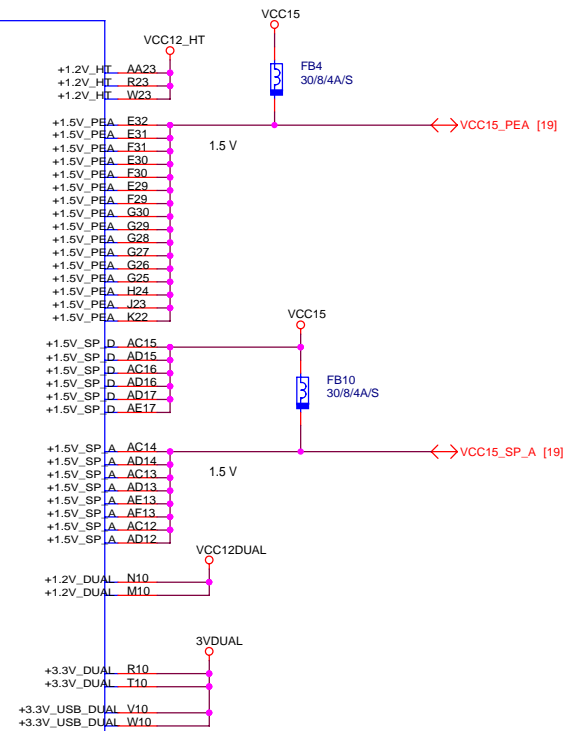 VCC15
VCC12_HT
FB4
30/8/4A/S
+1.2V_HT AA23
+1.2V_HT R23
+1.2V_HT W23
+1.5V_PEA E32
VCC15_PEA [19]
+1.5V_PEA E31
1.5 V
+1.5V_PEA F31
+1.5V_PEA E30
+1.5V_PEA F30
+1.5V_PEA E29
+1.5V_PEA F29
+1.5V_PEA G30
+1.5V_PEA G29
+1.5V_PEA G28
+1.5V_PEA G27
+1.5V_PEA G26
+1.5V_PEA G25
+1.5V_PEA H24
+1.5V_PEA J23
+1.5V_PEA K22
VCC15
+1.5V_SP_D AC15
+1.5V_SP_D AD15
+1.5V_SP_D AC16
+1.5V_SP_D AD16
+1.5V_SP_D AD17
+1.5V_SP_D AE17
FB10
30/8/4A/S
+1.5V_SP_A AC14
VCC15_SP_A [19]
+1.5V_SP_A AD14
1.5 V
+1.5V_SP_A AC13
+1.5V_SP_A AD13
+1.5V_SP_A AE13
+1.5V_SP_A AF13
+1.5V_SP_A AC12
+1.5V_SP_A AD12
VCC12DUAL
+1.2V_DUAL N10
+1.2V_DUAL M10
3VDUAL
+3.3V_DUAL R10
+3.3V_DUAL T10
+3.3V_USB_DUAL V10
+3.3V_USB_DUAL W10